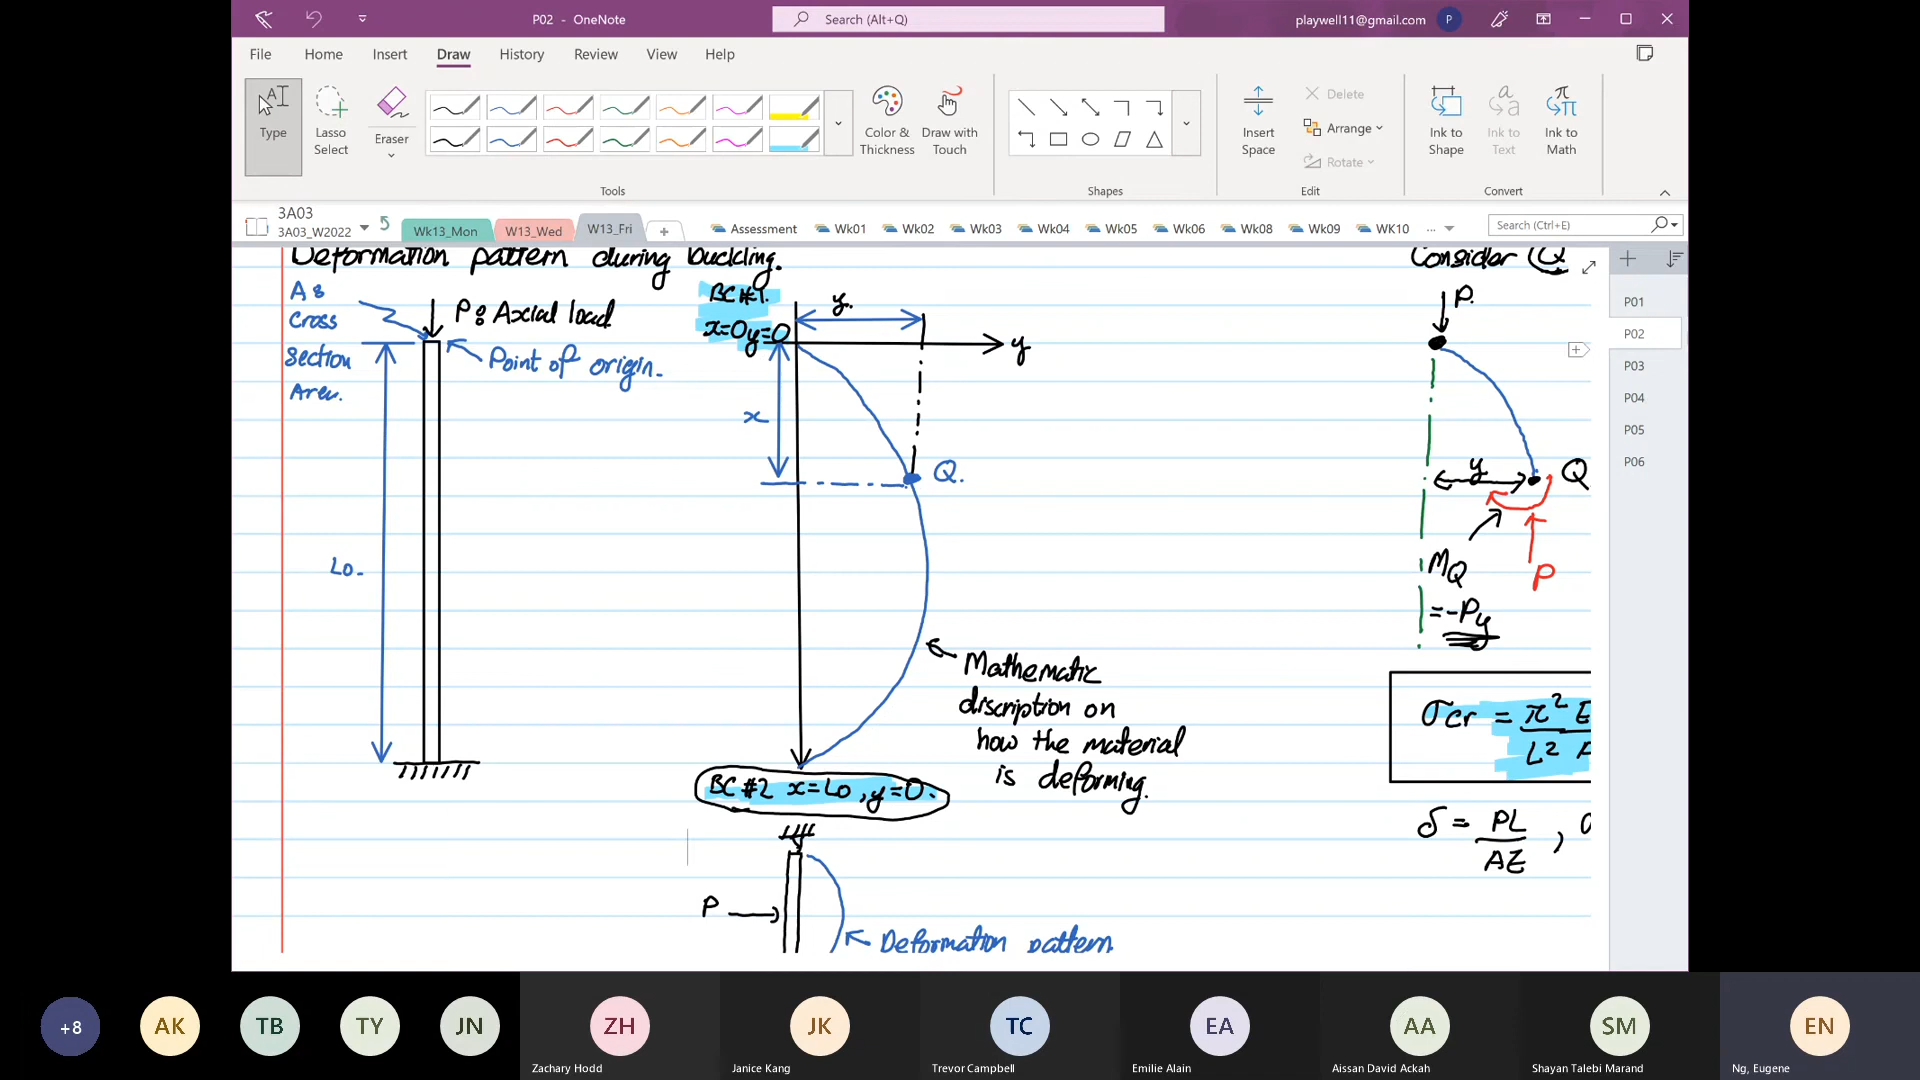 P02 - OneNote
Search (Alt+Q)
playwell11@gmail.com
P
File Home Insert Draw History Review View Help
Type
Lasso Select
Eraser
Color & Thickness
Draw with Touch
Insert Space
Delete
Arrange
Rotate
Ink to Shape
Ink to Text
Ink to Math
Tools
Shapes
Edit
Convert
3A03
3A03_W2022
Wk13_Mon
W13_Wed
W13_Fri
Assessment Wk01 Wk02 Wk03 Wk04 Wk05 Wk06 Wk08 Wk09 WK10 ...
Search (Ctrl+E)
P01
P02
P03
P04
P05
P06
Deformation pattern during buckling.
A:
Cross
section
Area.
P: Axial load
Point of origin.
Lo.
BC #1.
x=0 y=0
y.
y
x
Q.
Mathematic
discription on
how the material
is deforming.
BC #2 x=Lo, y=0.
P
Deformation pattern
Consider Q
P.
y
Q
MQ
= -Py
P
σcr = π² E
L²
δ = PL
AE
,
+8
AK
TB
TY
JN
ZH
Zachary Hodd
JK
Janice Kang
TC
Trevor Campbell
EA
Emilie Alain
AA
Aissan David Ackah
SM
Shayan Talebi Marand
EN
Ng, Eugene